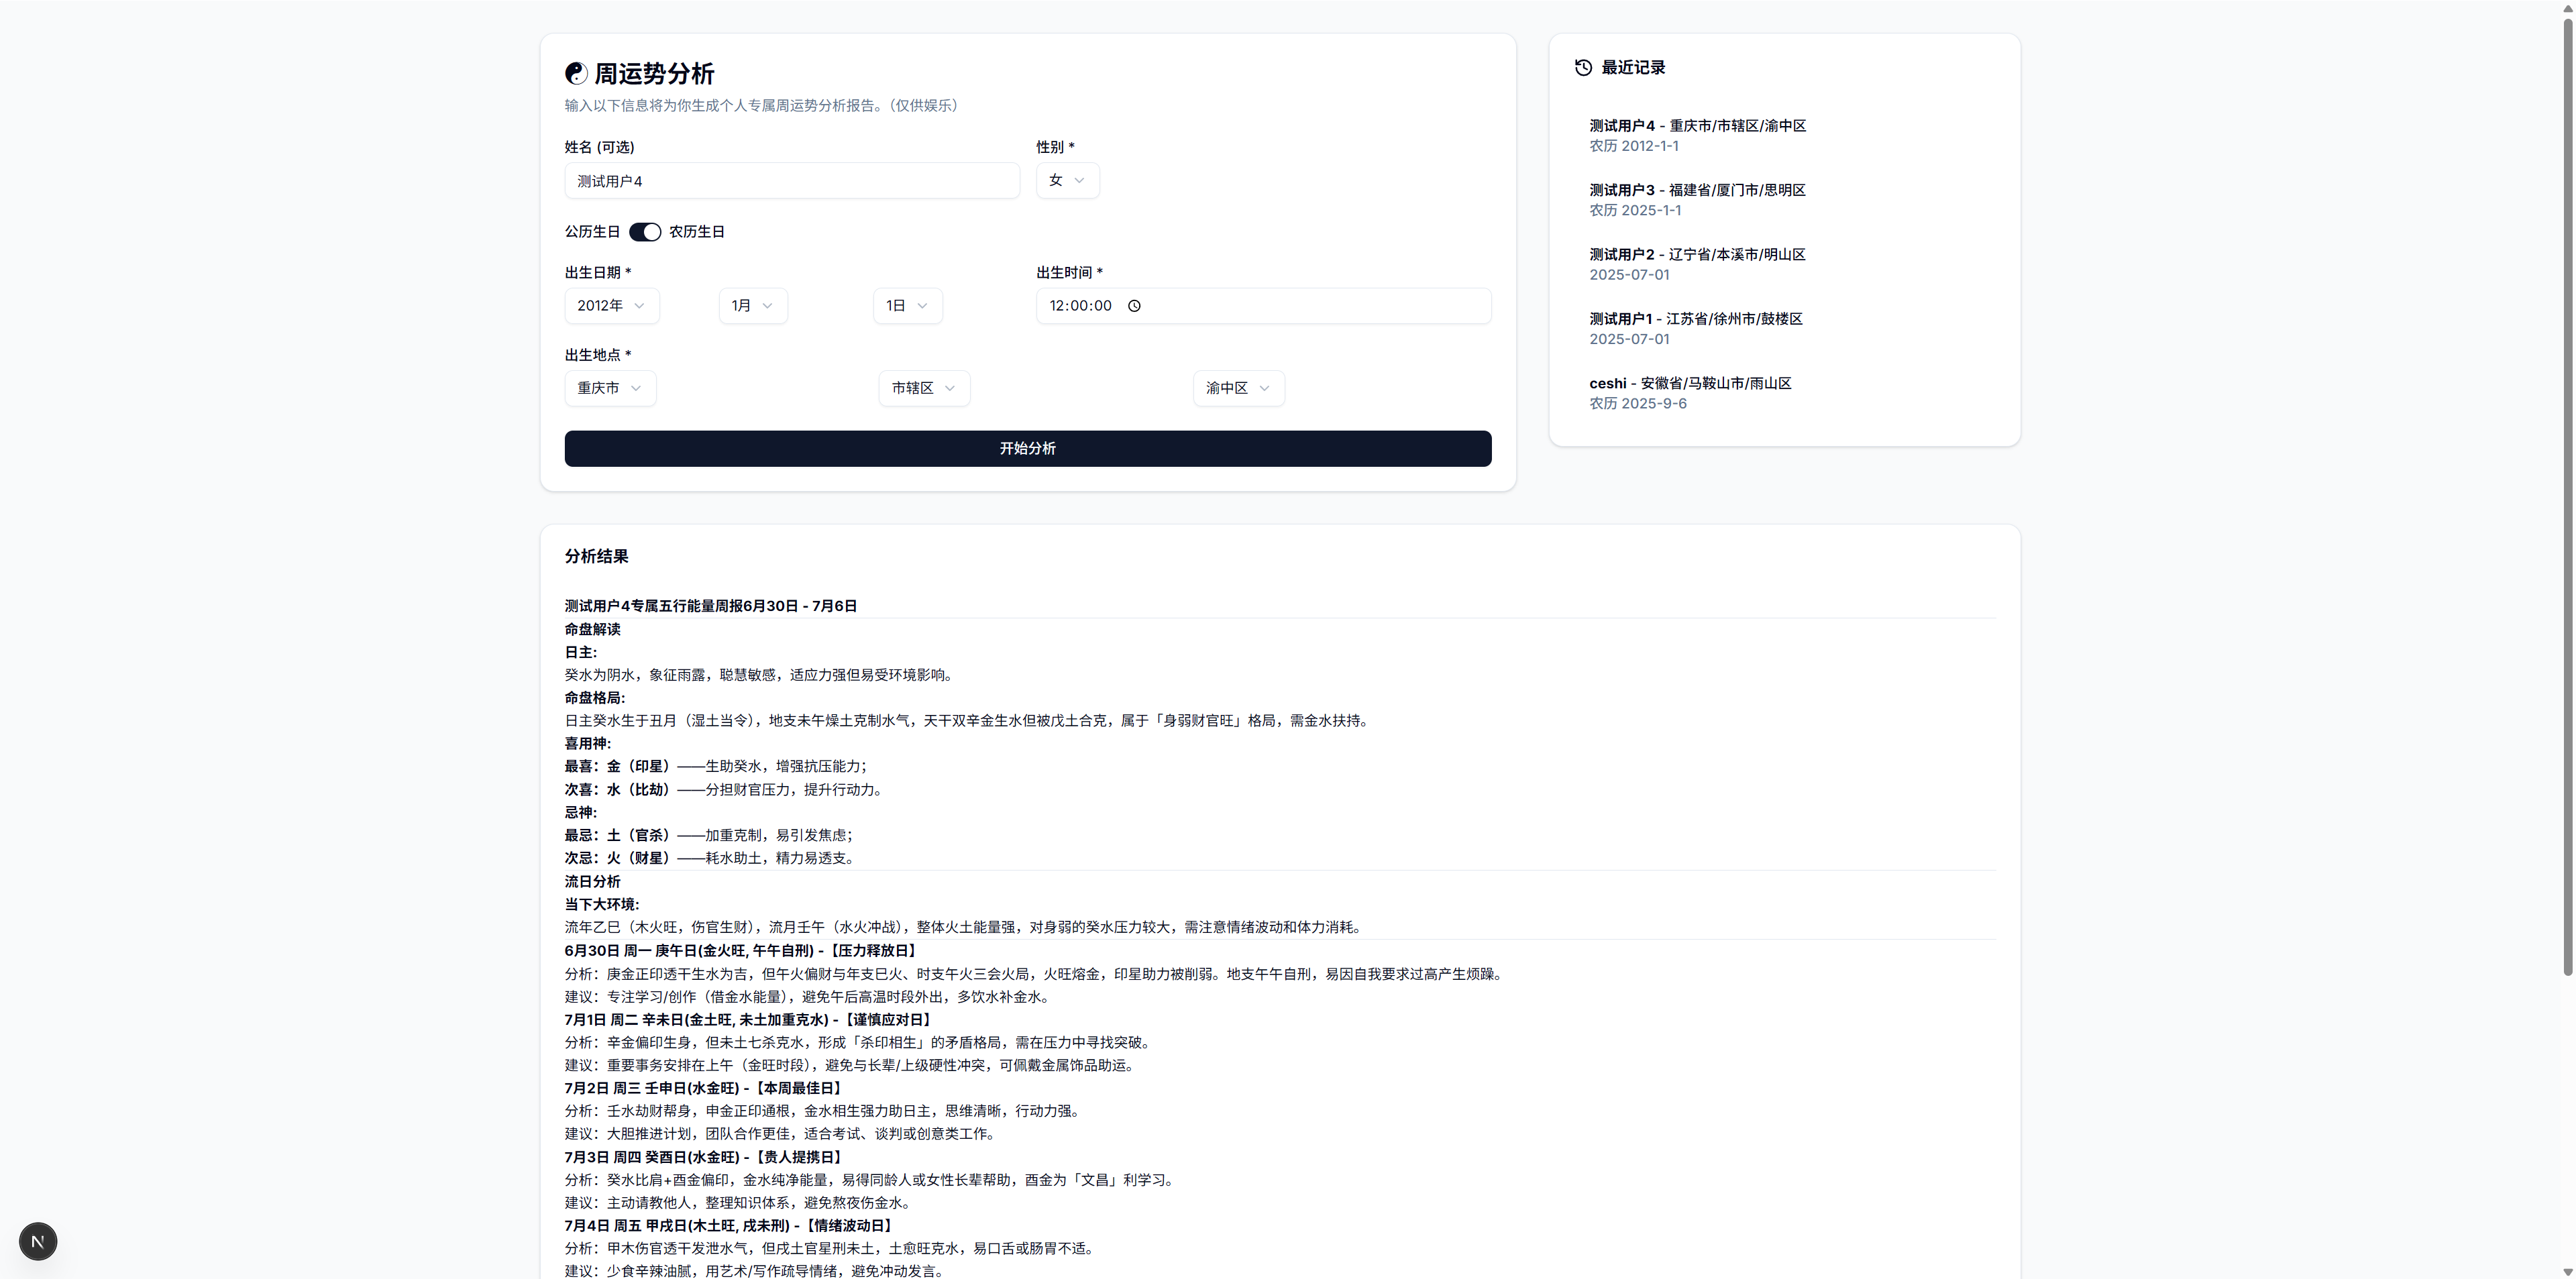 周运势分析
输入以下信息将为你生成个人专属周运势分析报告。（仅供娱乐）
姓名 (可选)
性别 *
测试用户4
女
公历生日
农历生日
出生日期 *
出生时间 *
2012年
1月
1日
12:00:00
出生地点 *
重庆市
市辖区
渝中区
开始分析
最近记录
测试用户4 - 重庆市/市辖区/渝中区
农历 2012-1-1
测试用户3 - 福建省/厦门市/思明区
农历 2025-1-1
测试用户2 - 辽宁省/本溪市/明山区
2025-07-01
测试用户1 - 江苏省/徐州市/鼓楼区
2025-07-01
ceshi - 安徽省/马鞍山市/雨山区
农历 2025-9-6
分析结果
测试用户4专属五行能量周报6月30日 - 7月6日
命盘解读
日主:
癸水为阴水，象征雨露，聪慧敏感，适应力强但易受环境影响。
命盘格局:
日主癸水生于丑月（湿土当令），地支未午燥土克制水气，天干双辛金生水但被戊土合克，属于「身弱财官旺」格局，需金水扶持。
喜用神:
最喜：金（印星）——生助癸水，增强抗压能力；
次喜：水（比劫）——分担财官压力，提升行动力。
忌神:
最忌：土（官杀）——加重克制，易引发焦虑；
次忌：火（财星）——耗水助土，精力易透支。
流日分析
当下大环境:
流年乙巳（木火旺，伤官生财），流月壬午（水火冲战），整体火土能量强，对身弱的癸水压力较大，需注意情绪波动和体力消耗。
6月30日 周一 庚午日(金火旺, 午午自刑) -【压力释放日】
分析：庚金正印透干生水为吉，但午火偏财与年支巳火、时支午火三会火局，火旺熔金，印星助力被削弱。地支午午自刑，易因自我要求过高产生烦躁。
建议：专注学习/创作（借金水能量），避免午后高温时段外出，多饮水补金水。
7月1日 周二 辛未日(金土旺, 未土加重克水) -【谨慎应对日】
分析：辛金偏印生身，但未土七杀克水，形成「杀印相生」的矛盾格局，需在压力中寻找突破。
建议：重要事务安排在上午（金旺时段），避免与长辈/上级硬性冲突，可佩戴金属饰品助运。
7月2日 周三 壬申日(水金旺) -【本周最佳日】
分析：壬水劫财帮身，申金正印通根，金水相生强力助日主，思维清晰，行动力强。
建议：大胆推进计划，团队合作更佳，适合考试、谈判或创意类工作。
7月3日 周四 癸酉日(水金旺) -【贵人提携日】
分析：癸水比肩+酉金偏印，金水纯净能量，易得同龄人或女性长辈帮助，酉金为「文昌」利学习。
建议：主动请教他人，整理知识体系，避免熬夜伤金水。
7月4日 周五 甲戌日(木土旺, 戌未刑) -【情绪波动日】
分析：甲木伤官透干发泄水气，但戌土官星刑未土，土愈旺克水，易口舌或肠胃不适。
建议：少食辛辣油腻，用艺术/写作疏导情绪，避免冲动发言。
N